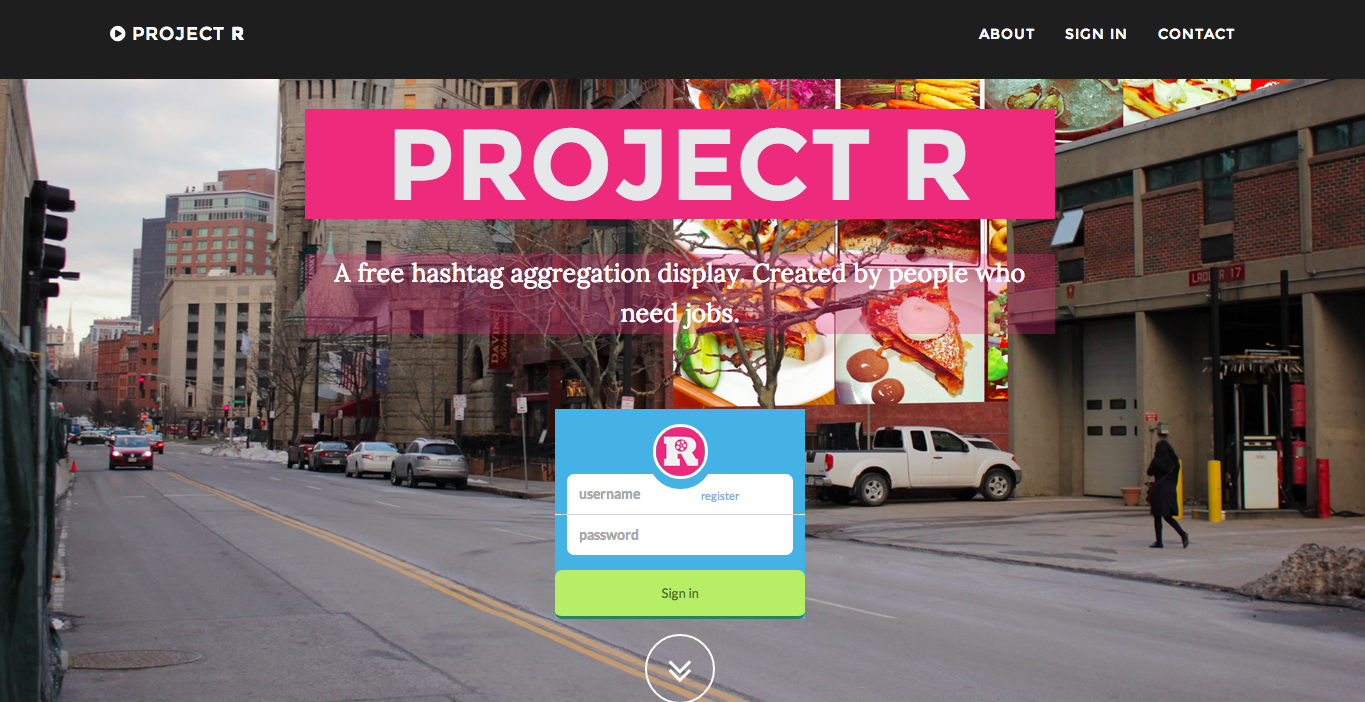 PROJECT R
ABOUT SIGN IN CONTACT
PROJECT R
A free hashtag aggregation display. Created by people who
need jobs.
LADDER 17
R
username register
password
Sign in